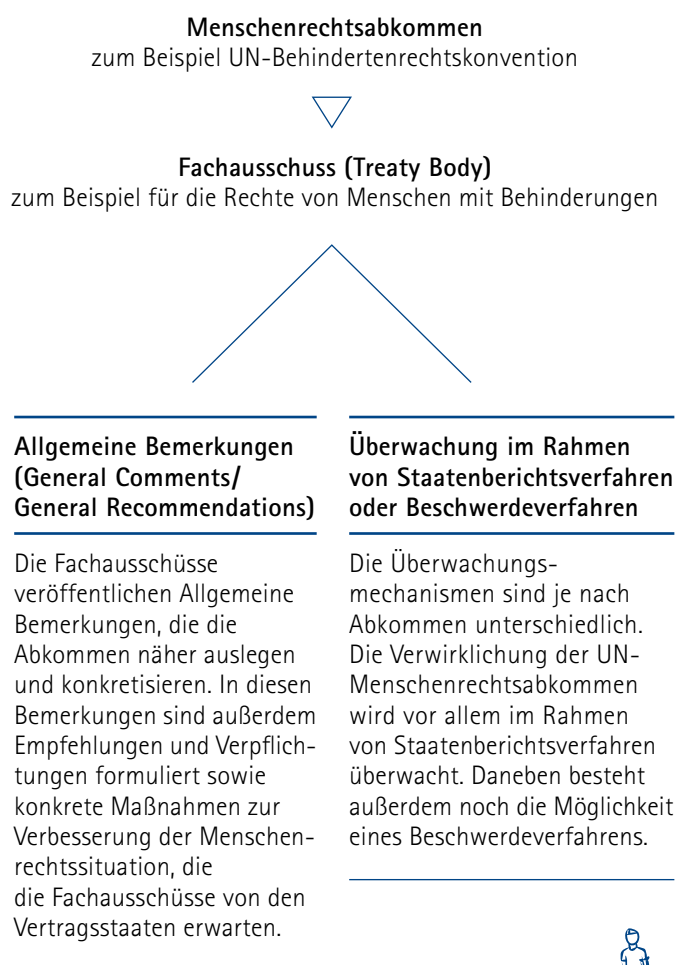 Menschenrechtsabkommen
zum Beispiel UN-Behindertenrechtskonvention
Fachausschuss (Treaty Body)
zum Beispiel für die Rechte von Menschen mit Behinderungen
Allgemeine Bemerkungen
(General Comments/
General Recommendations)
Die Fachausschüsse
veröffentlichen Allgemeine
Bemerkungen, die die
Abkommen näher auslegen
und konkretisieren. In diesen
Bemerkungen sind außerdem
Empfehlungen und Verpflich-
tungen formuliert sowie
konkrete Maßnahmen zur
Verbesserung der Menschen-
rechtssituation, die
die Fachausschüsse von den
Vertragsstaaten erwarten.
Überwachung im Rahmen
von Staatenberichtsverfahren
oder Beschwerdeverfahren
Die Überwachungs-
mechanismen sind je nach
Abkommen unterschiedlich.
Die Verwirklichung der UN-
Menschenrechtsabkommen
wird vor allem im Rahmen
von Staatenberichtsverfahren
überwacht. Daneben besteht
außerdem noch die Möglichkeit
eines Beschwerdeverfahrens.